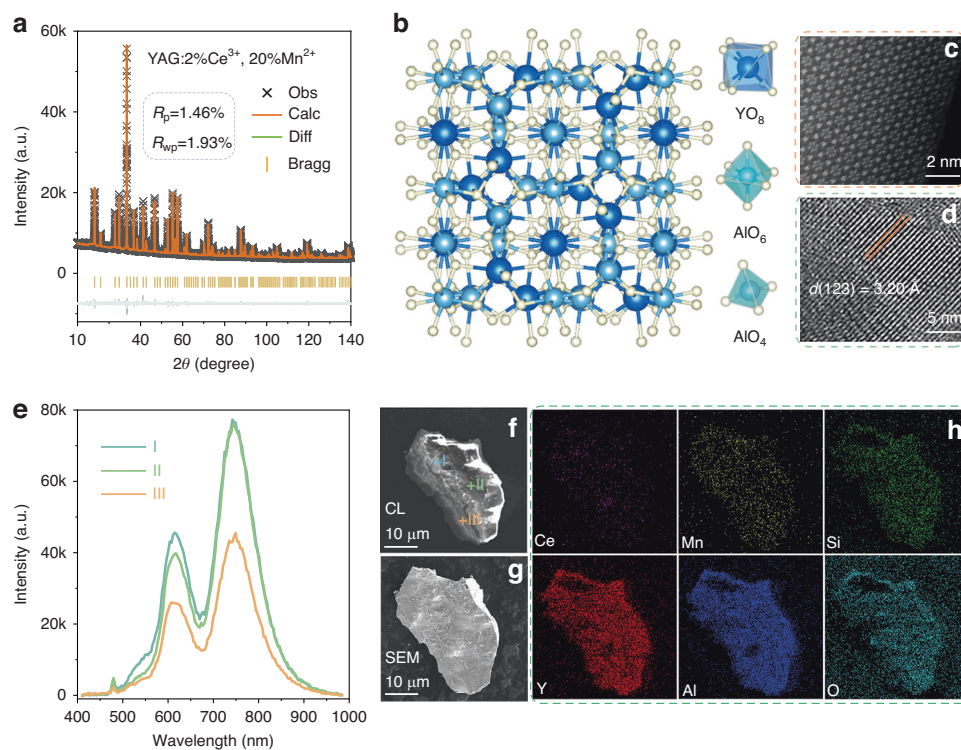 a
60k
40k
20k
0
Intensity (a.u.)
YAG:2%Ce³⁺, 20%Mn²⁺
Rp=1.46%
Rwp=1.93%
Obs
Calc
Diff
Bragg
10 40 60 80 100 120 140
2θ (degree)
b
YO₈
AlO₆
AlO₄
c
2 nm
d
d(123) = 3.20 Å
5 nm
e
80k
60k
40k
20k
0
Intensity (a.u.)
I
II
III
400 500 600 700 800 900 1000
Wavelength (nm)
f
+I
+II
+III
CL
10 μm
g
SEM
10 μm
h
Ce
Mn
Si
Y
Al
O